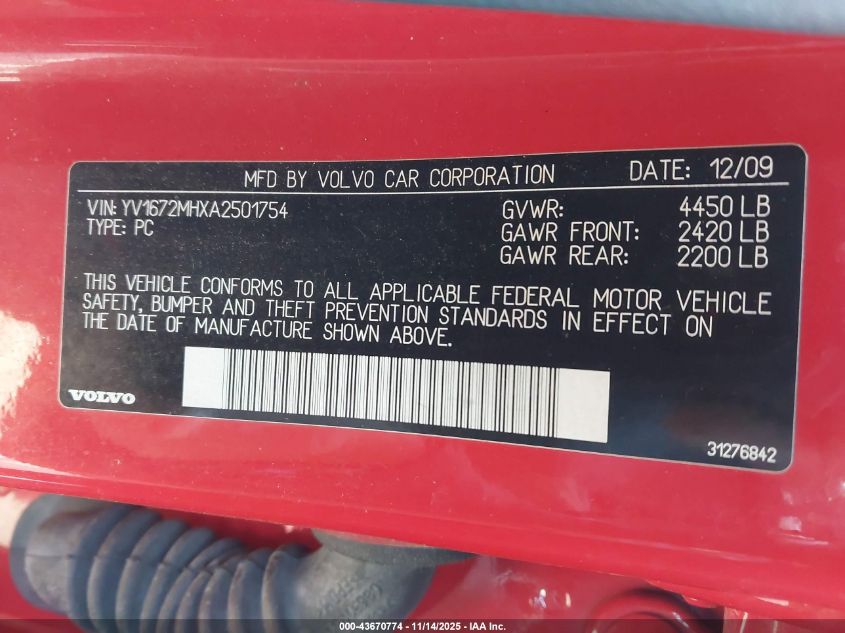 MFD BY VOLVO CAR CORPORATION DATE: 12/09
VIN: YV1672MHXA2501754 GVWR: 4450 LB
TYPE: PC GAWR FRONT: 2420 LB
GAWR REAR: 2200 LB
THIS VEHICLE CONFORMS TO ALL APPLICABLE FEDERAL MOTOR VEHICLE
SAFETY, BUMPER AND THEFT PREVENTION STANDARDS IN EFFECT ON
THE DATE OF MANUFACTURE SHOWN ABOVE.
VOLVO
31276842
000-43670774 - 11/14/2025 - IAA Inc.